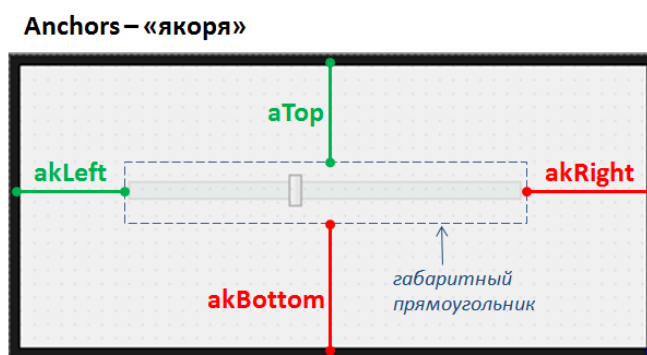 Anchors – «якоря»
aTop
akLeft
akRight
akBottom
габаритный
прямоугольник